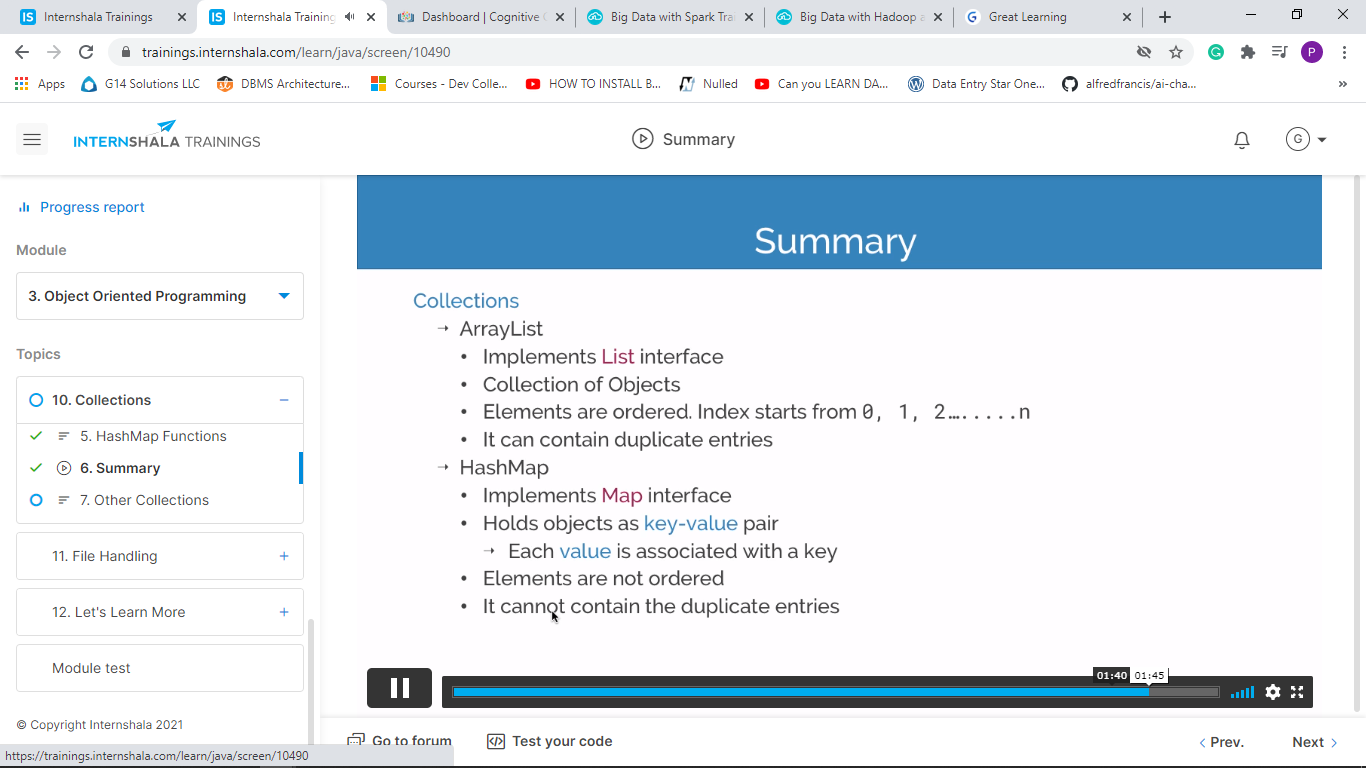 Internshala Trainings
Internshala Training
Dashboard | Cognitive
Big Data with Spark Tra
Big Data with Hadoop a
Great Learning
trainings.internshala.com/learn/java/screen/10490
P
Apps
G14 Solutions LLC
DBMS Architecture...
Courses - Dev Colle...
HOW TO INSTALL B...
Nulled
Can you LEARN DA...
Data Entry Star One...
alfredfrancis/ai-cha...
»
INTERNSHALA TRAININGS
Summary
G
Progress report
Module
3. Object Oriented Programming
Topics
10. Collections
5. HashMap Functions
6. Summary
7. Other Collections
11. File Handling
12. Let's Learn More
Module test
© Copyright Internshala 2021
https://trainings.internshala.com/learn/java/screen/10490
Summary
Collections
→ ArrayList
• Implements List interface
• Collection of Objects
• Elements are ordered. Index starts from 0, 1, 2….....n
• It can contain duplicate entries
→ HashMap
• Implements Map interface
• Holds objects as key-value pair
→ Each value is associated with a key
• Elements are not ordered
• It cannot contain the duplicate entries
01:40 01:45
Go to forum
Test your code
Prev.
Next